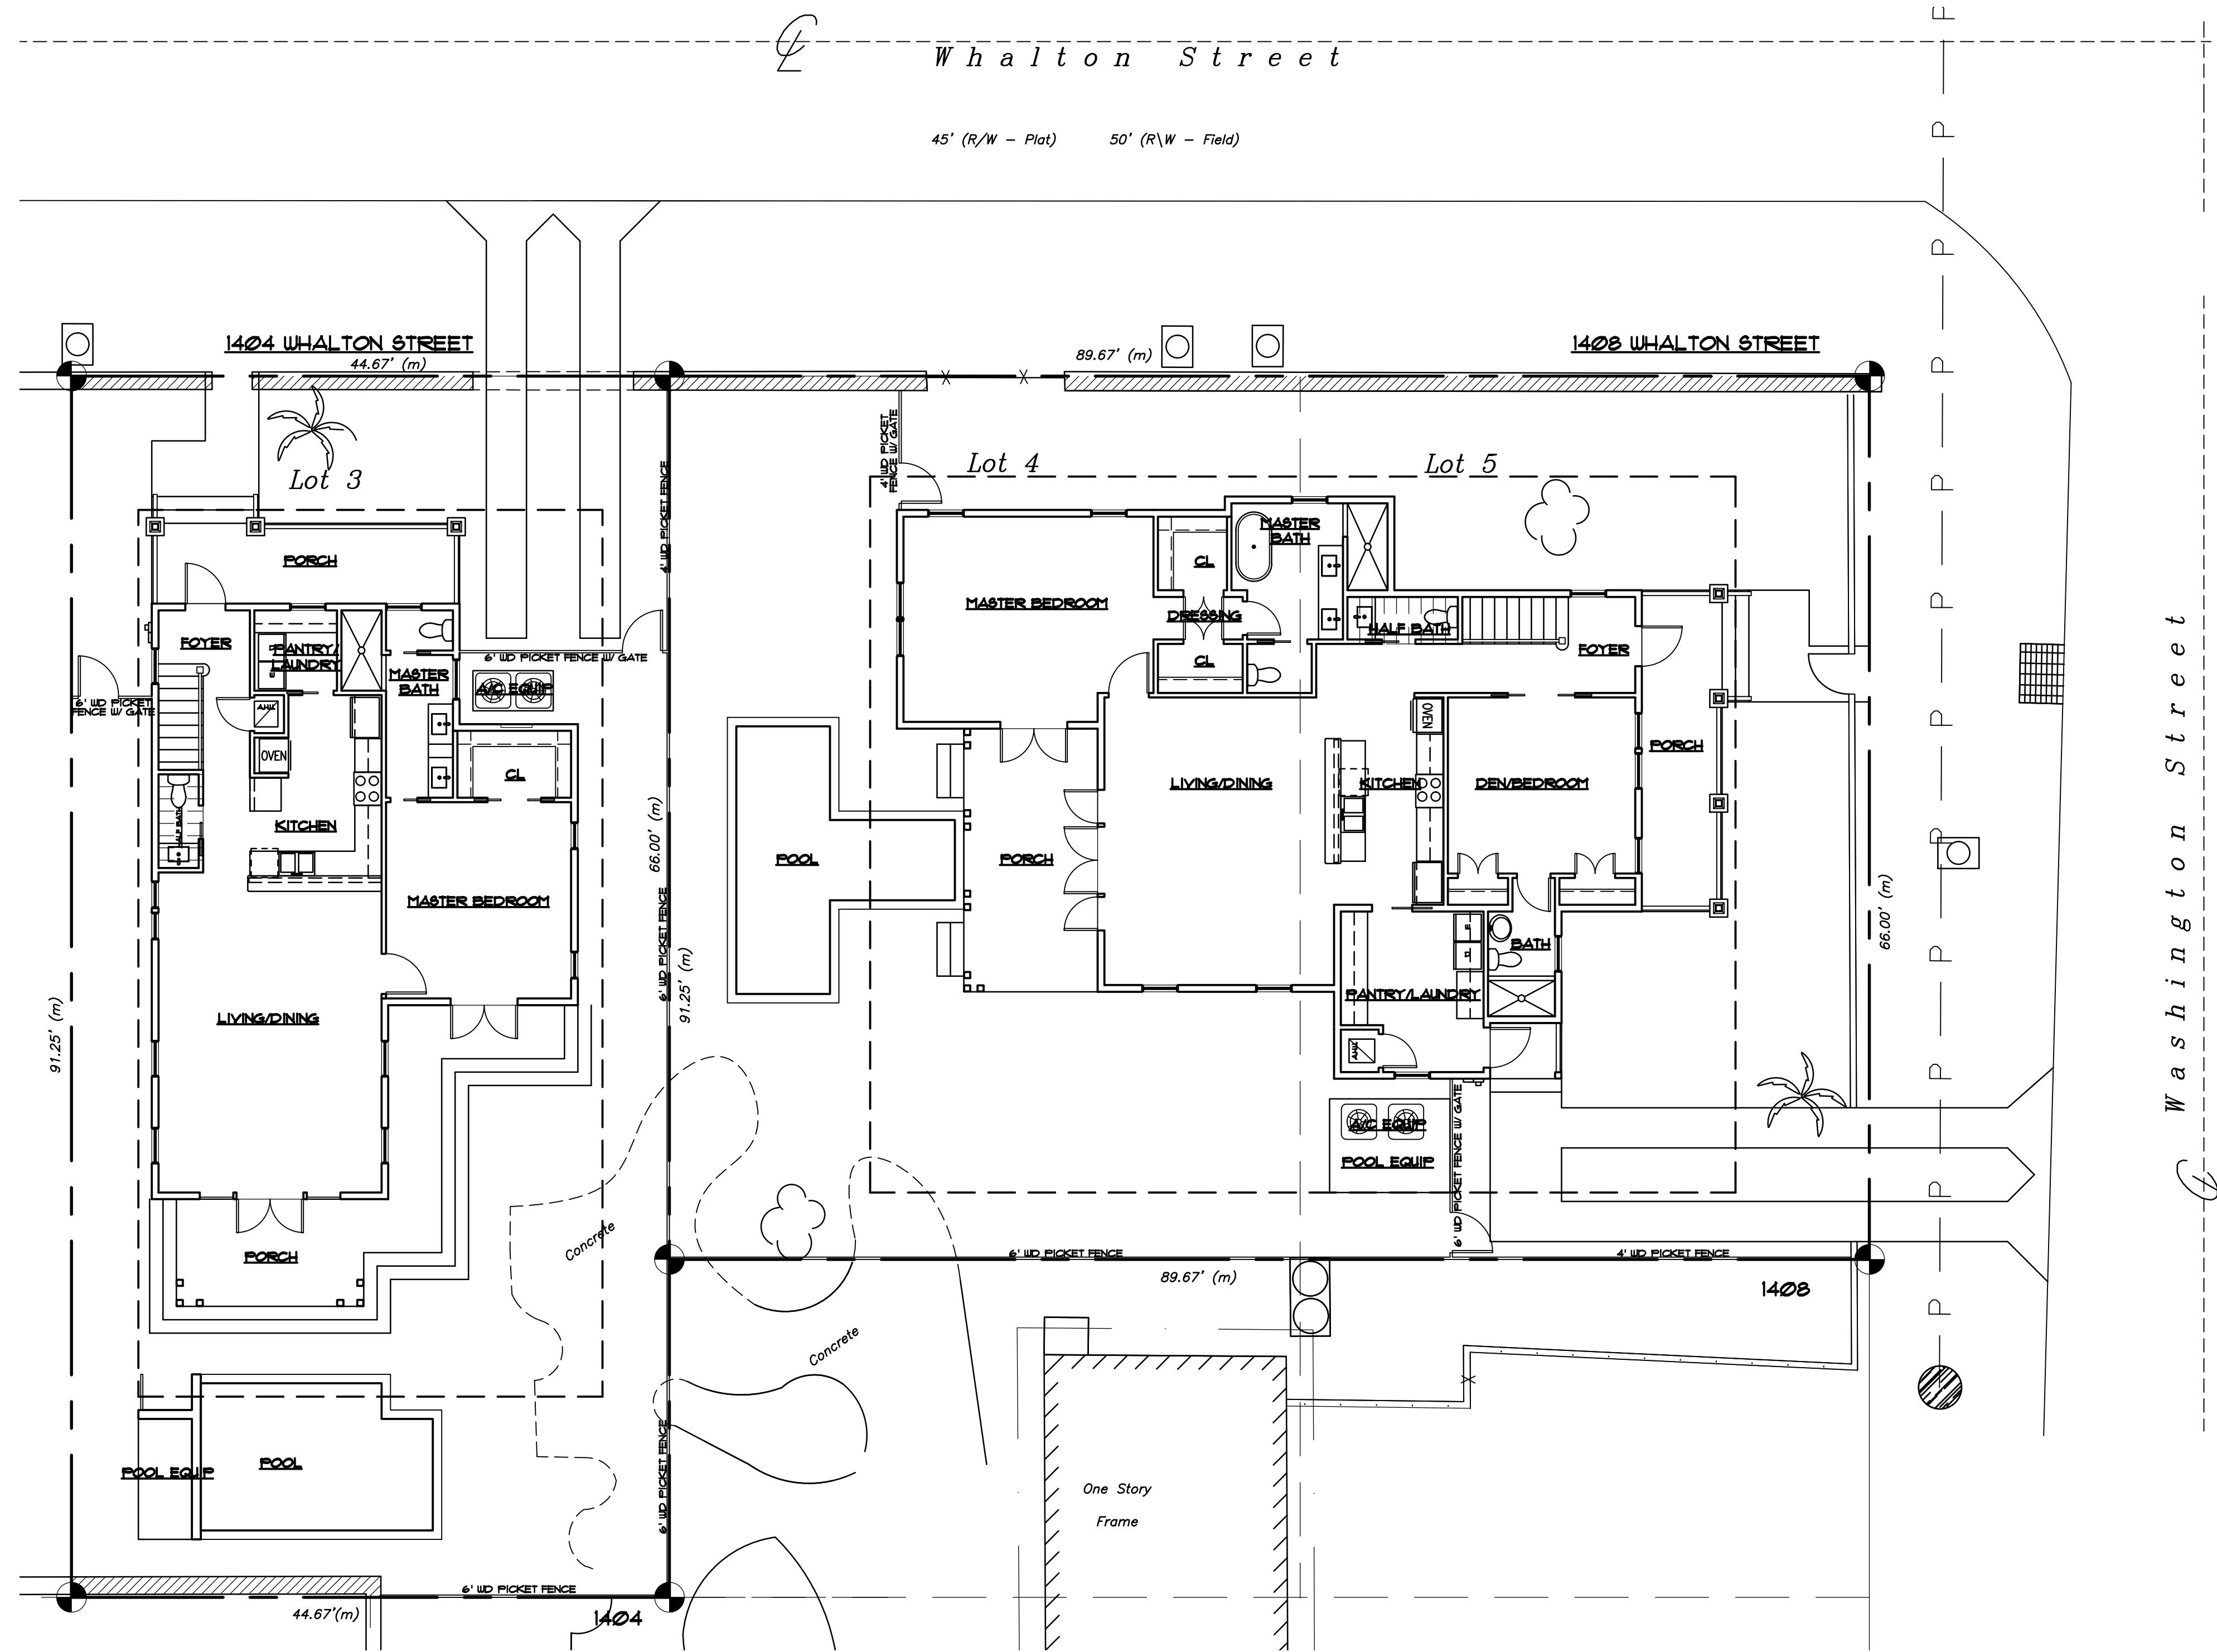 ℄
Whalton Street
45' (R/W - Plat)
50' (R\W - Field)
1404 WHALTON STREET
44.67' (m)
89.67' (m)
1408 WHALTON STREET
Lot 3
Lot 4
Lot 5
4' WD PICKET
FENCE W/ GATE
4' WD PICKET FENCE
PORCH
FOYER
PANTRY/
LAUNDRY
MASTER
BATH
6' WD PICKET FENCE W/ GATE
A/C EQUIP
6' WD PICKET
FENCE W/ GATE
OVEN
CL
HALF BATH
KITCHEN
MASTER BEDROOM
LIVING/DINING
PORCH
91.25' (m)
66.00' (m)
6' WD PICKET FENCE
91.25' (m)
POOL EQUIP
POOL
6' WD PICKET FENCE
6' WD PICKET FENCE
44.67'(m)
1404
Concrete
Concrete
MASTER BEDROOM
CL
DRESSING
CL
MASTER
BATH
HALF BATH
FOYER
PORCH
OVEN
LIVING/DINING
KITCHEN
DEN/BEDROOM
POOL
PORCH
BATH
PANTRY/LAUNDRY
A/C EQUIP
POOL EQUIP
6' WD PICKET FENCE W/ GATE
6' WD PICKET FENCE
4' WD PICKET FENCE
89.67' (m)
1408
66.00' (m)
One Story
Frame
Washington Street
℄
P
P
P
P
P
P
P
P
P
P
P
P